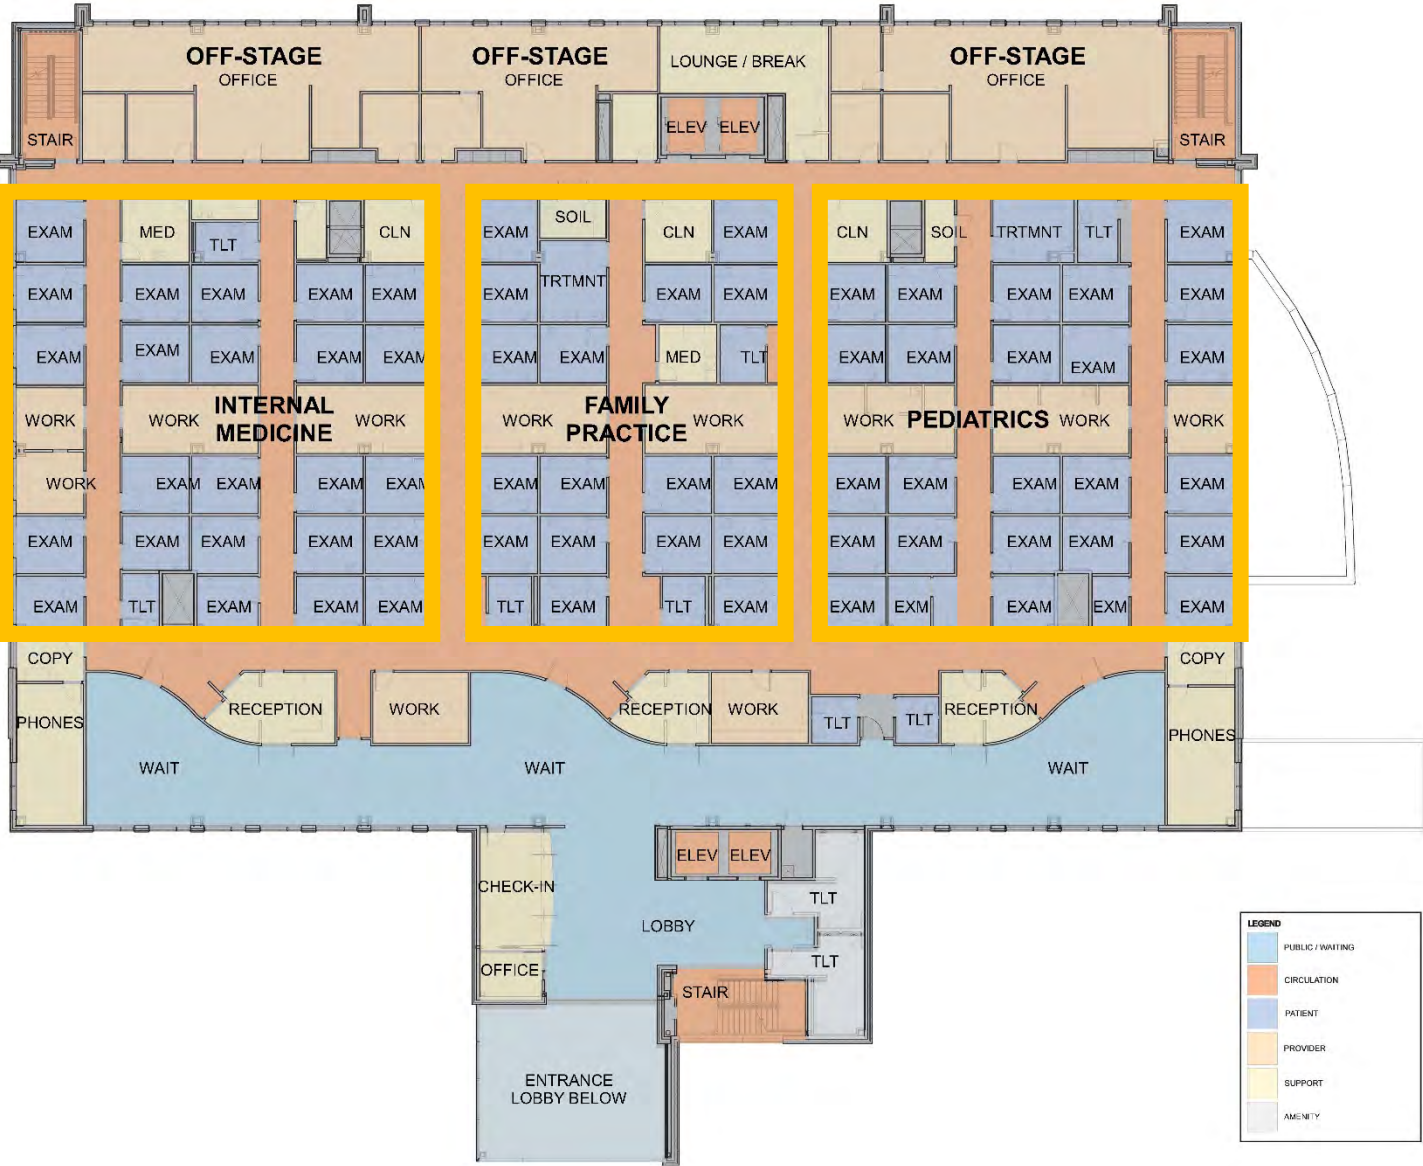 OFF-STAGE OFF-STAGE OFF-STAGE
OFFICE OFFICE LOUNGE / BREAK OFFICE
ELEV ELEV
STAIR STAIR
SOIL
EXAM MED TLT CLN EXAM CLN EXAM CLN SOIL TRTMNT TLT EXAM
TRTMNT
EXAM EXAM EXAM EXAM EXAM EXAM EXAM EXAM EXAM EXAM EXAM EXAM EXAM
EXAM EXAM EXAM EXAM EXAM EXAM EXAM MED TLT EXAM EXAM EXAM EXAM EXAM
INTERNAL FAMILY
WORK WORK WORK WORK WORK WORK PEDIATRICS WORK WORK
MEDICINE PRACTICE
WORK EXAM EXAM EXAM EXAM EXAM EXAM EXAM EXAM EXAM EXAM EXAM EXAM EXAM
EXAM EXAM EXAM EXAM EXAM EXAM EXAM EXAM EXAM EXAM EXAM EXAM EXAM EXAM
EXAM TLT EXAM EXAM EXAM TLT EXAM TLT EXAM EXAM EXM EXAM EXM EXAM
COPY COPY
PHONES RECEPTION WORK RECEPTION WORK TLT TLT RECEPTION PHONES
WAIT WAIT WAIT
ELEV ELEV
CHECK-IN
TLT
LOBBY
OFFICE
TLT
STAIR
ENTRANCE
LOBBY BELOW
LEGEND
PUBLIC / WAITING
CIRCULATION
PATIENT
PROVIDER
SUPPORT
AMENITY